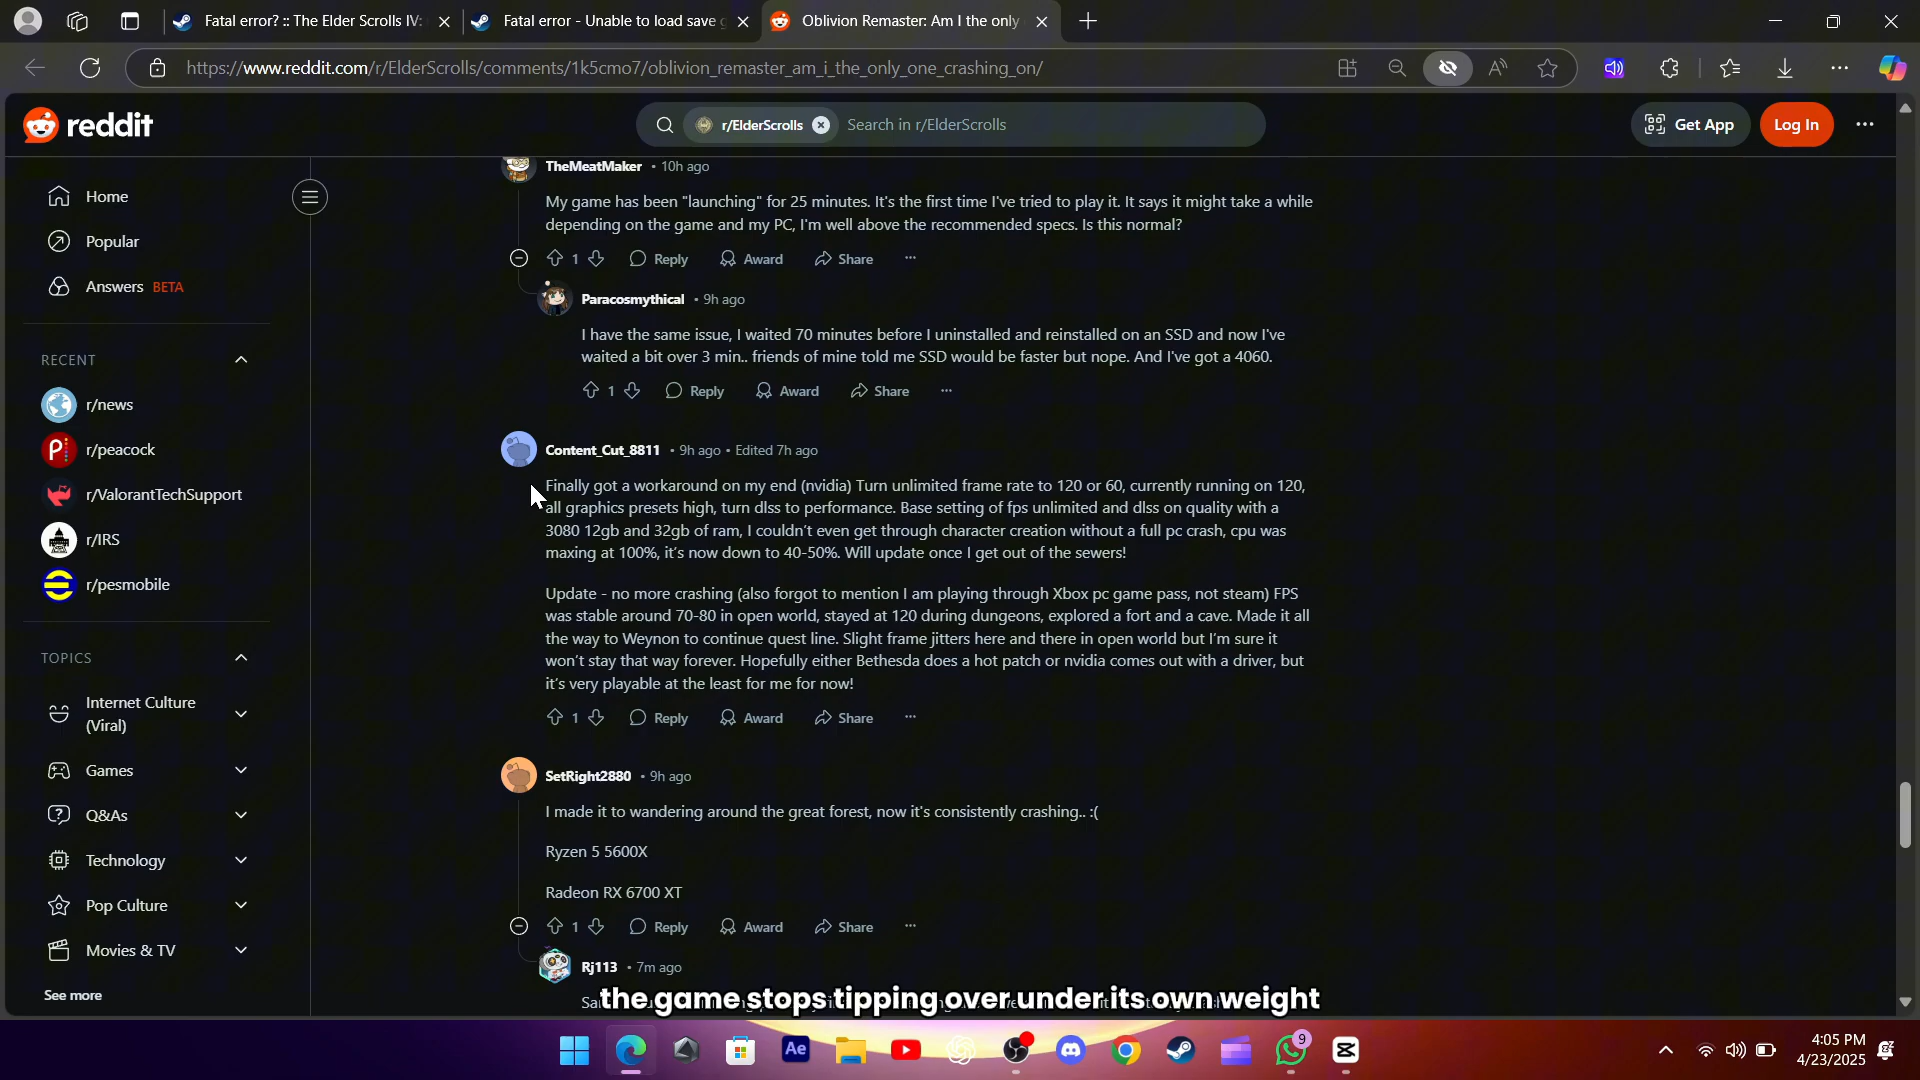 Fatal error? :: The Elder Scrolls IV:
Fatal error - Unable to load save
Oblivion Remaster: Am I the only
https://www.reddit.com/r/ElderScrolls/comments/1k5cmo7/oblivion_remaster_am_i_the_only_one_crashing_on/
reddit
r/ElderScrolls
Search in r/ElderScrolls
Get App
Log In
Home
Popular
Answers BETA
RECENT
r/news
r/peacock
r/ValorantTechSupport
r/IRS
r/pesmobile
TOPICS
Internet Culture
(Viral)
Games
Q&As
Technology
Pop Culture
Movies & TV
See more
TheMeatMaker • 10h ago
My game has been "launching" for 25 minutes. It's the first time I've tried to play it. It says it might take a while
depending on the game and my PC, I'm well above the recommended specs. Is this normal?
1 Reply Award Share
Paracosmythical • 9h ago
I have the same issue, I waited 70 minutes before I uninstalled and reinstalled on an SSD and now I've
waited a bit over 3 min.. friends of mine told me SSD would be faster but nope. And I've got a 4060.
1 Reply Award Share
Content_Cut_8811 • 9h ago • Edited 7h ago
Finally got a workaround on my end (nvidia) Turn unlimited frame rate to 120 or 60, currently running on 120,
all graphics presets high, turn dlss to performance. Base setting of fps unlimited and dlss on quality with a
3080 12gb and 32gb of ram, I couldn't even get through character creation without a full pc crash, cpu was
maxing at 100%, it's now down to 40-50%. Will update once I get out of the sewers!
Update - no more crashing (also forgot to mention I am playing through Xbox pc game pass, not steam) FPS
was stable around 70-80 in open world, stayed at 120 during dungeons, explored a fort and a cave. Made it all
the way to Weynon to continue quest line. Slight frame jitters here and there in open world but I'm sure it
won't stay that way forever. Hopefully either Bethesda does a hot patch or nvidia comes out with a driver, but
it's very playable at the least for me for now!
1 Reply Award Share
SetRight2880 • 9h ago
I made it to wandering around the great forest, now it's consistently crashing.. :(
Ryzen 5 5600X
Radeon RX 6700 XT
1 Reply Award Share
Rj113 • 7m ago
the game stops tipping over under its own weight
Ae
9
4:05 PM
4/23/2025